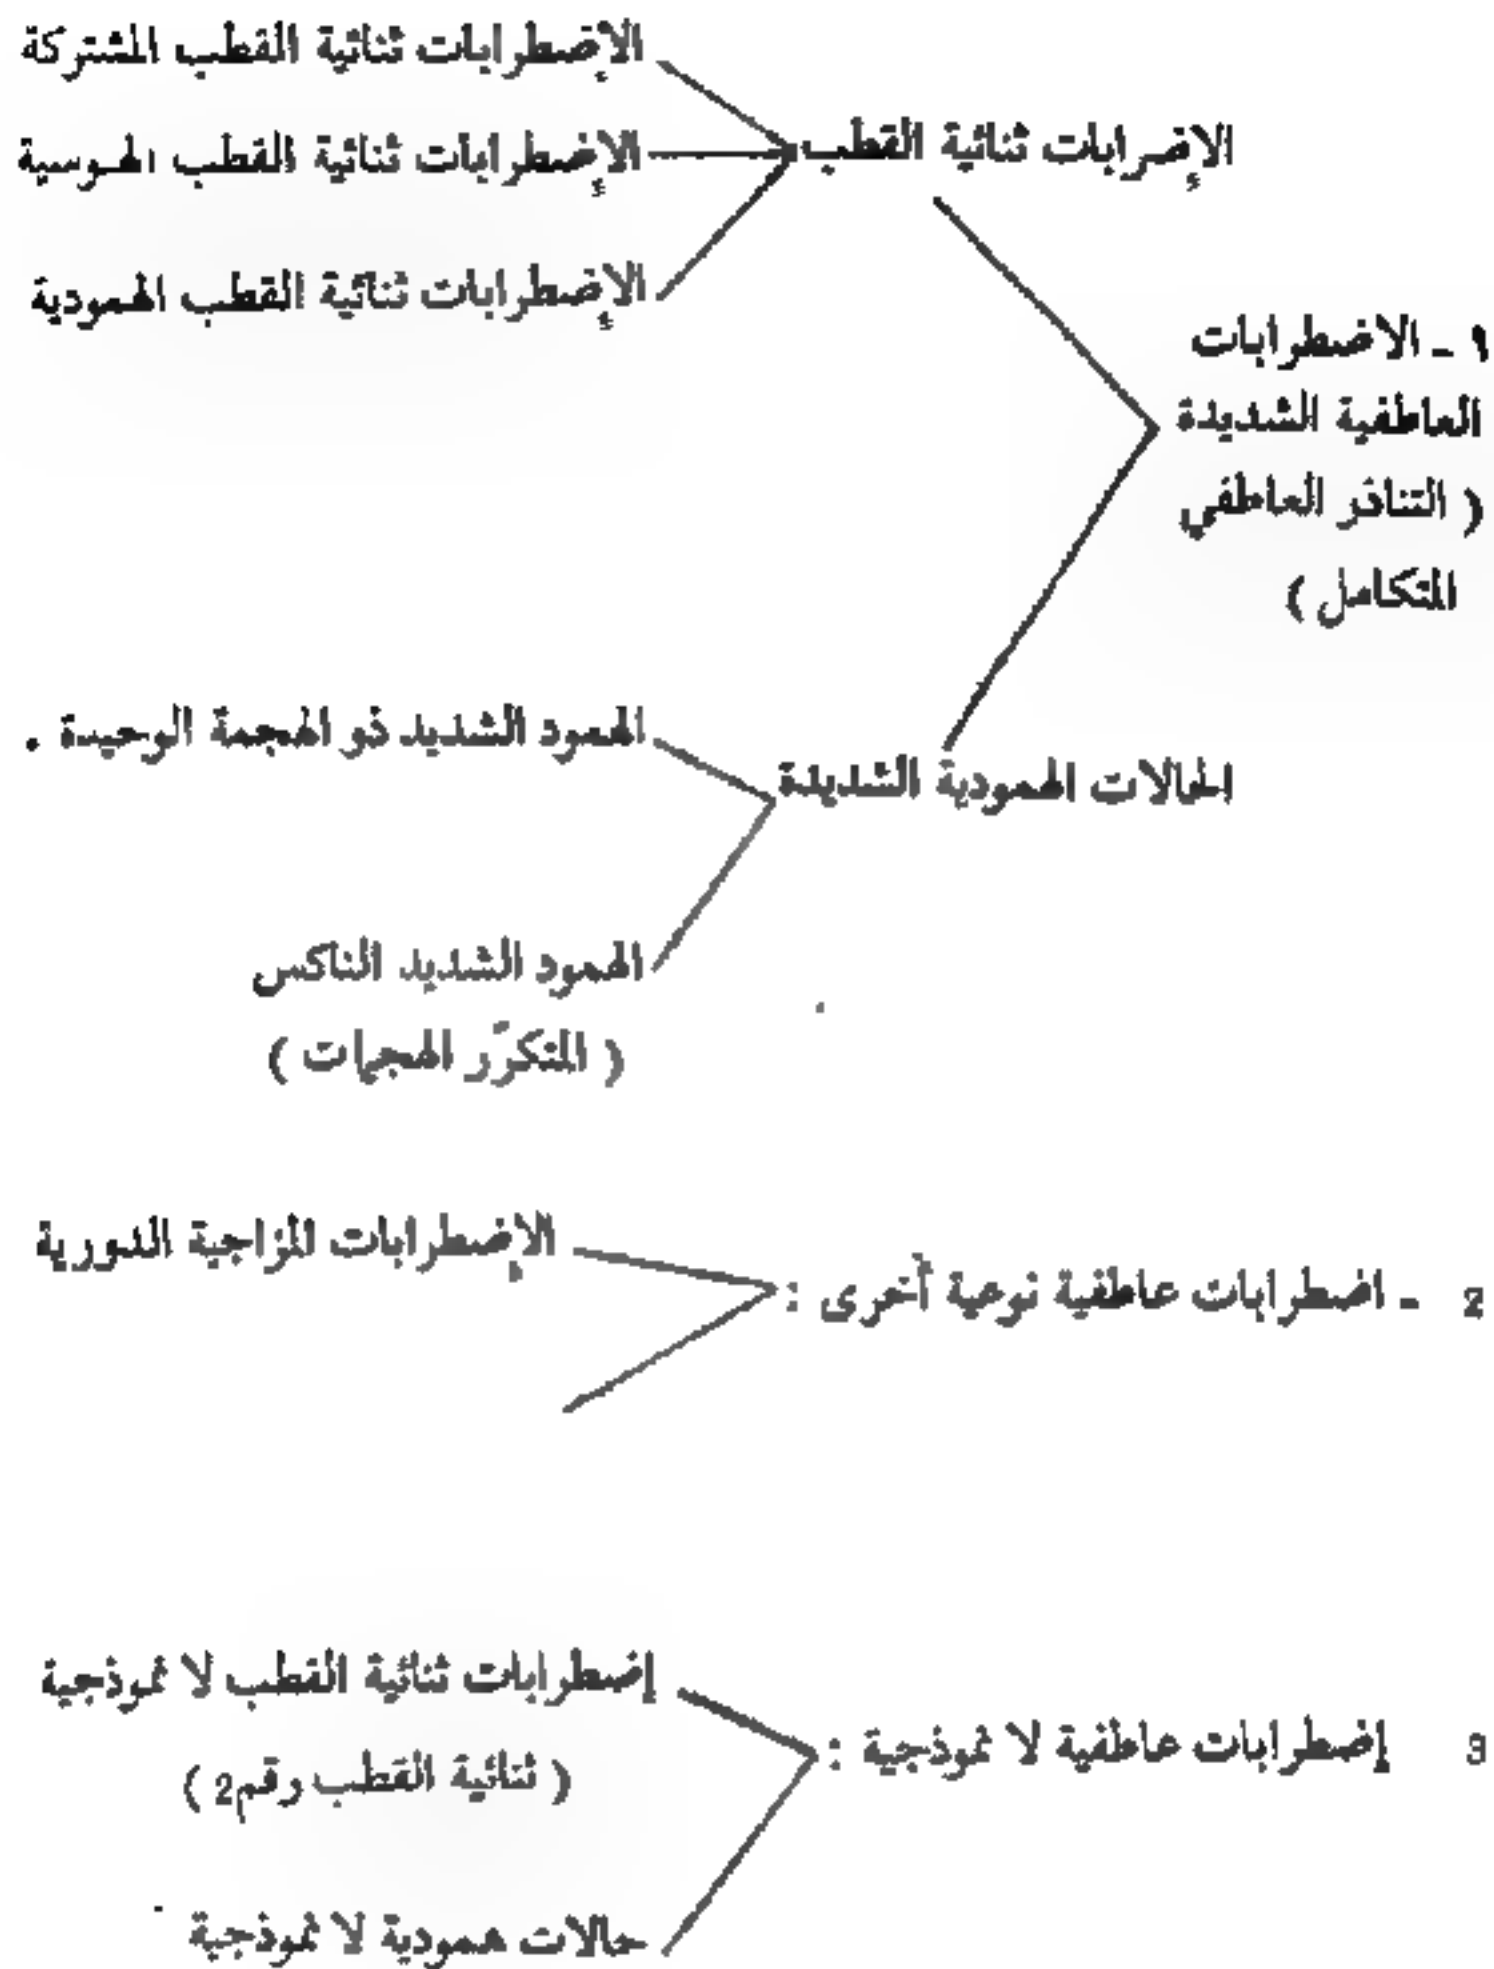 الإضطرابات ثنائية القطب المشتركة
الإضرابات ثنائية القطب
الإضطرابات ثنائية القطب الهوسية
الإضطرابات ثنائية القطب الهمودية
١ - الاضطرابات
العاطفية الشديدة
( التناذر العاطفي
المتكامل )
الهمود الشديد ذو الهجمة الوحيدة .
الحالات الهمودية الشديدة
الهمود الشديد الناكس
( المتكرّر الهجمات )
الإضطرابات المزاجية الدورية
2 - اضطرابات عاطفية نوعية أخرى :
إضطرابات ثنائية القطب لا نموذجية
3 إضطرابات عاطفية لا نموذجية :
( ثنائية القطب رقم2 )
حالات همودية لا نموذجية